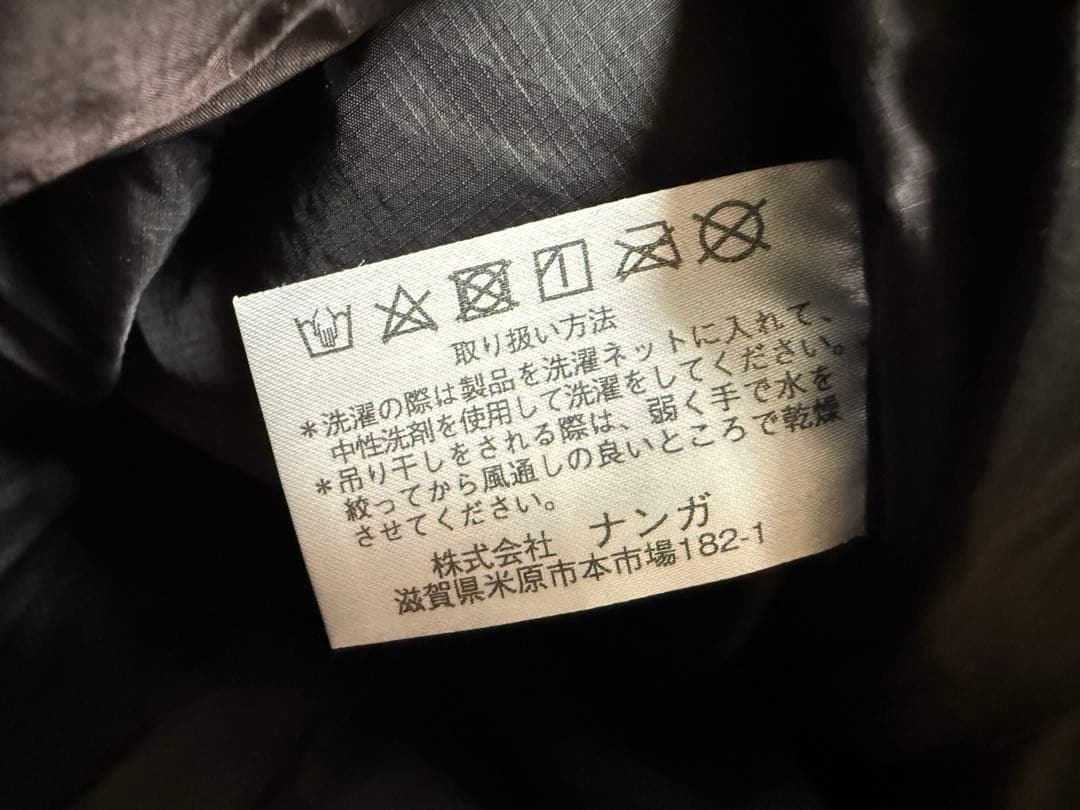 取り扱い方法
*洗濯の際は製品を洗濯ネットに入れて、
中性洗剤を使用して洗濯をしてください。
*吊り干しをされる際は、弱く手で水を
絞ってから風通しの良いところで乾燥
させてください。
株式会社 ナンガ
滋賀県米原市本市場182-1